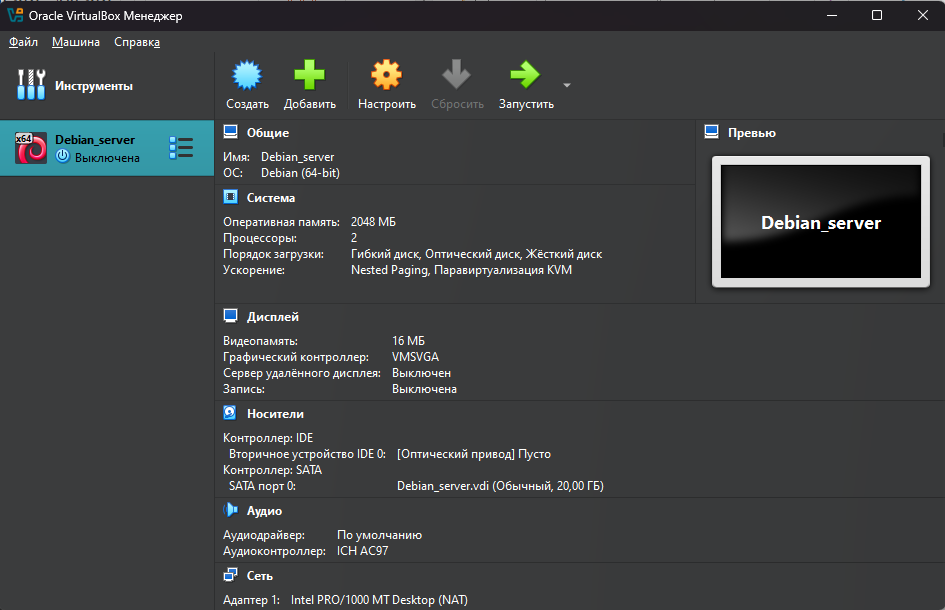 Oracle VirtualBox Менеджер
Файл Машина Справка
Инструменты
Создать Добавить Настроить Сбросить Запустить
x64
Debian_server
Выключена
Общие
Имя: Debian_server
ОС: Debian (64-bit)
Превью
Debian_server
Система
Оперативная память: 2048 МБ
Процессоры: 2
Порядок загрузки: Гибкий диск, Оптический диск, Жёсткий диск
Ускорение: Nested Paging, Паравиртуализация KVM
Дисплей
Видеопамять: 16 МБ
Графический контроллер: VMSVGA
Сервер удалённого дисплея: Выключен
Запись: Выключена
Носители
Контроллер: IDE
Вторичное устройство IDE 0: [Оптический привод] Пусто
Контроллер: SATA
SATA порт 0: Debian_server.vdi (Обычный, 20,00 ГБ)
Аудио
Аудиодрайвер: По умолчанию
Аудиоконтроллер: ICH AC97
Сеть
Адаптер 1: Intel PRO/1000 MT Desktop (NAT)